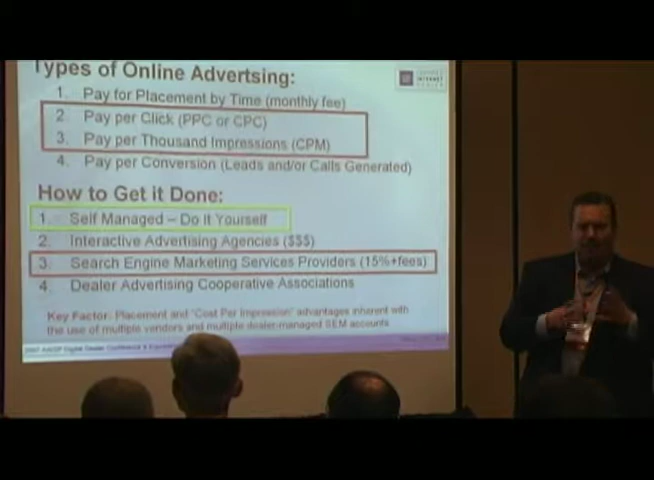 Types of Online Advertsing:
1. Pay for Placement by Time (monthly fee)
2. Pay per Click (PPC or CPC)
3. Pay per Thousand Impressions (CPM)
4. Pay per Conversion (Leads and/or Calls Generated)
How to Get it Done:
1. Self Managed – Do It Yourself
2. Interactive Advertising Agencies ($$$)
3. Search Engine Marketing Services Providers (15%+fees)
4. Dealer Advertising Cooperative Associations
Key Factor: Placement and "Cost Per Impression" advantages inherent with
the use of multiple vendors and multiple dealer-managed SEM accounts